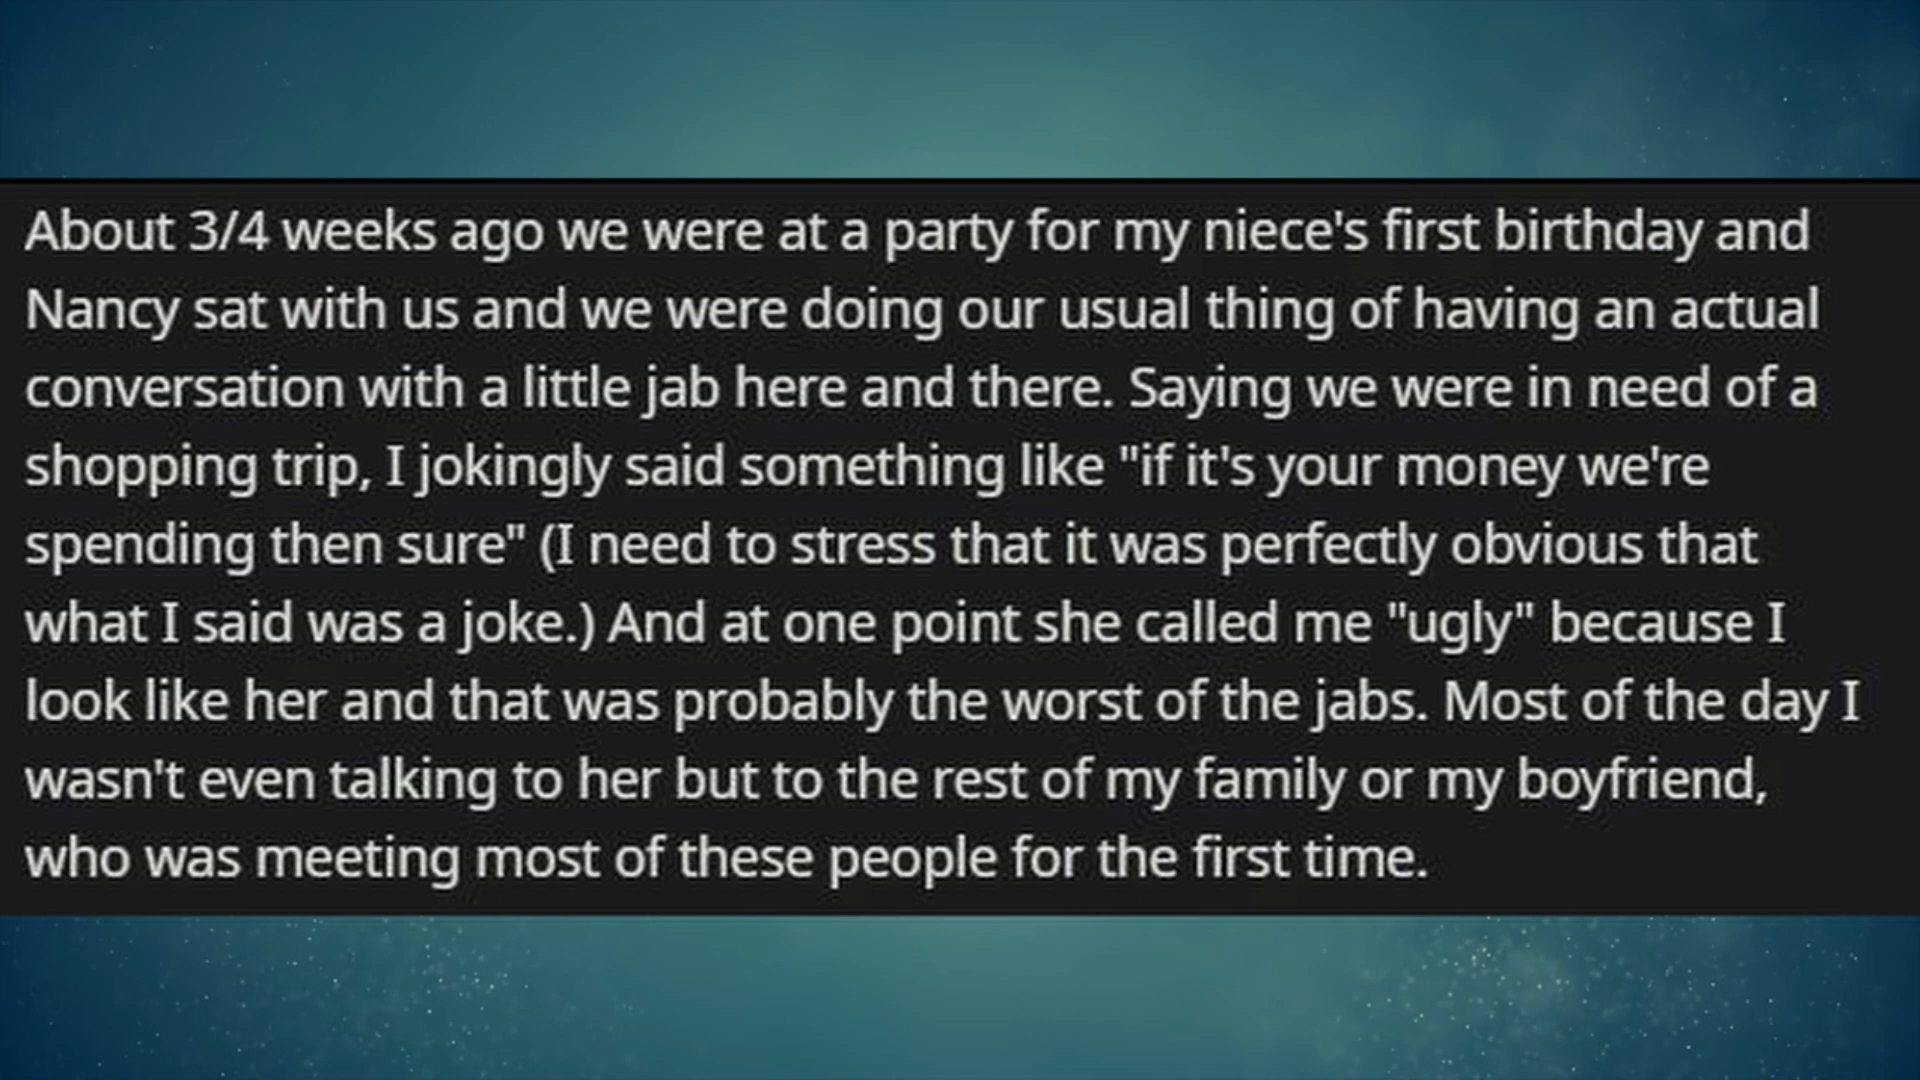 About 3/4 weeks ago we were at a party for my niece's first birthday and
Nancy sat with us and we were doing our usual thing of having an actual
conversation with a little jab here and there. Saying we were in need of a
shopping trip, I jokingly said something like "if it's your money we're
spending then sure" (I need to stress that it was perfectly obvious that
what I said was a joke.) And at one point she called me "ugly" because I
look like her and that was probably the worst of the jabs. Most of the day I
wasn't even talking to her but to the rest of my family or my boyfriend,
who was meeting most of these people for the first time.